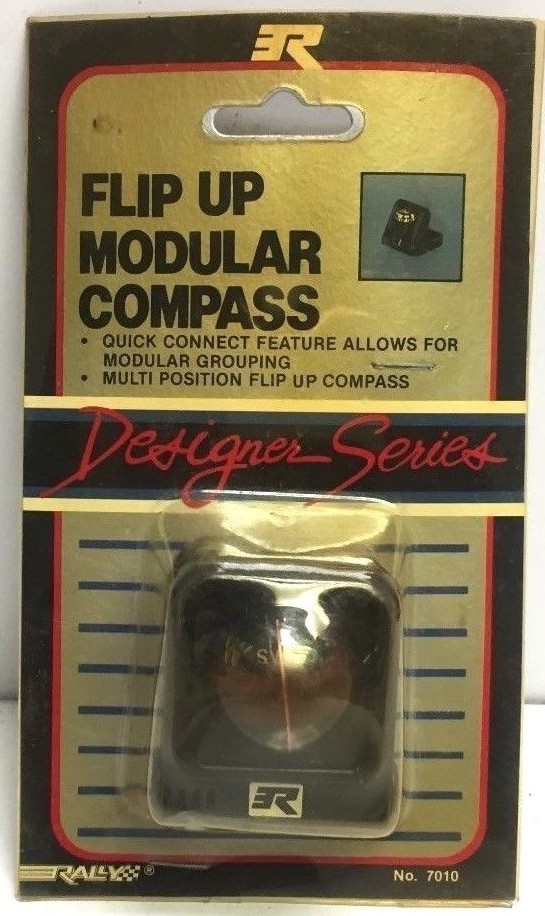 R
FLIP UP
MODULAR
COMPASS
• QUICK CONNECT FEATURE ALLOWS FOR
MODULAR GROUPING
• MULTI POSITION FLIP UP COMPASS
Designer Series
R
RALLY ®
No. 7010